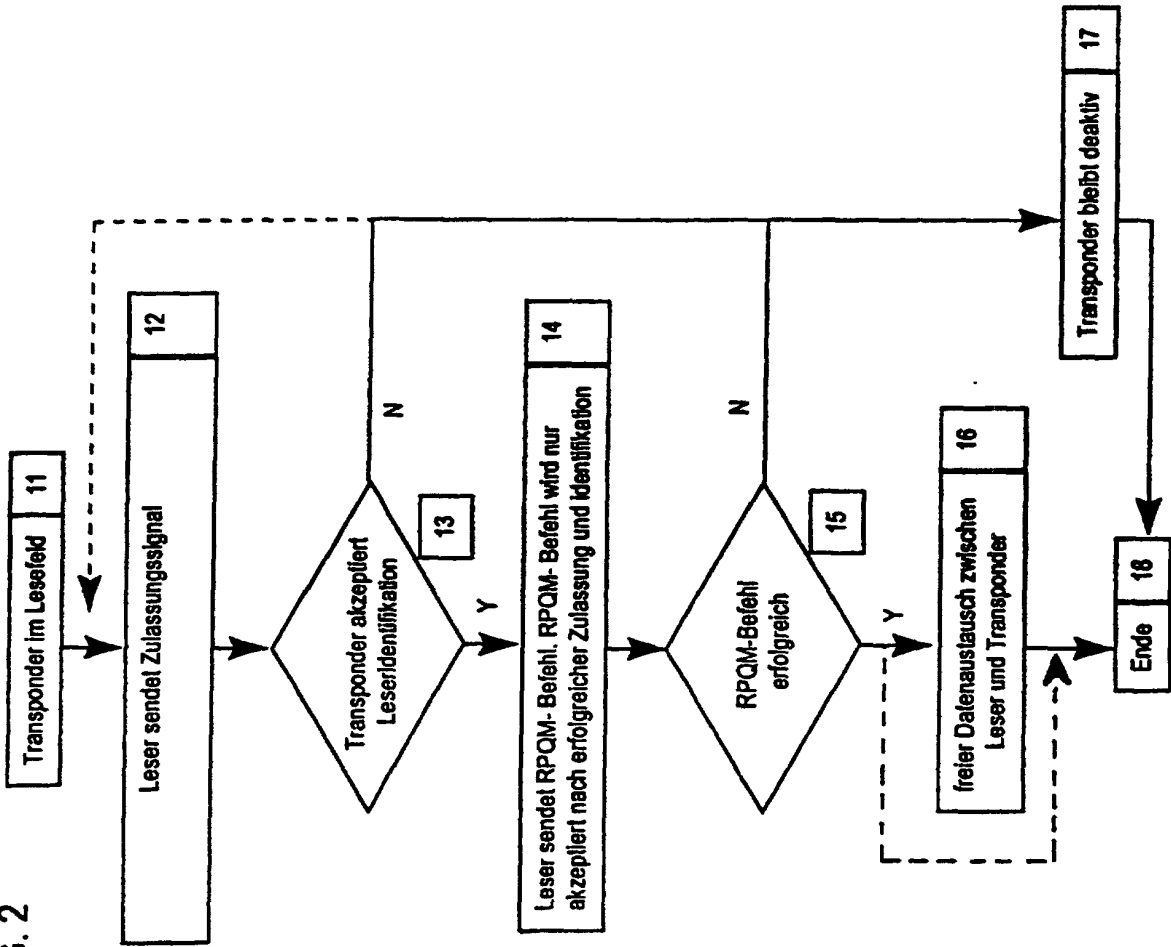 Transponder im Lesefeld
11
Leser sendet Zulassungssignal
12
Transponder akzeptiert
Leseridentifikation
13
N
Y
Leser sendet RPQM- Befehl. RPQM- Befehl wird nur
akzeptiert nach erfolgreicher Zulassung und Identifikation
14
RPQM-Befehl
erfolgreich
15
N
Y
freier Datenaustausch zwischen
Leser und Transponder
16
Transponder bleibt deaktiv
17
Ende
18
. 2